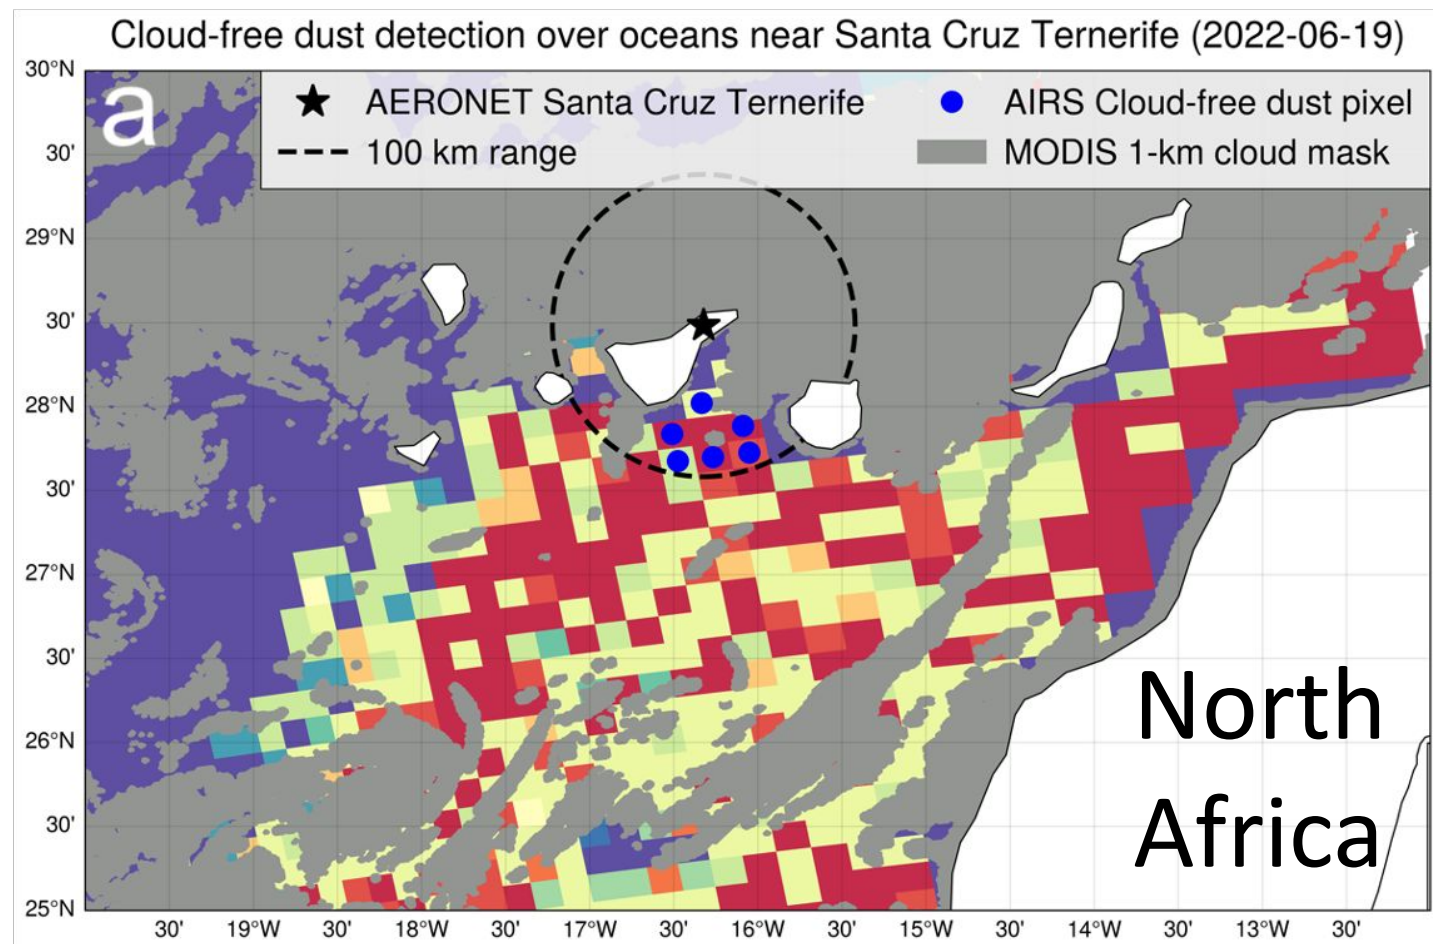 Cloud-free dust detection over oceans near Santa Cruz Ternerife (2022-06-19)
a
AERONET Santa Cruz Ternerife
AIRS Cloud-free dust pixel
100 km range
MODIS 1-km cloud mask
30°N
30'
29°N
30'
28°N
30'
27°N
30'
26°N
30'
25°N
North
Africa
30' 19°W 30' 18°W 30' 17°W 30' 16°W 30' 15°W 30' 14°W 30' 13°W 30'